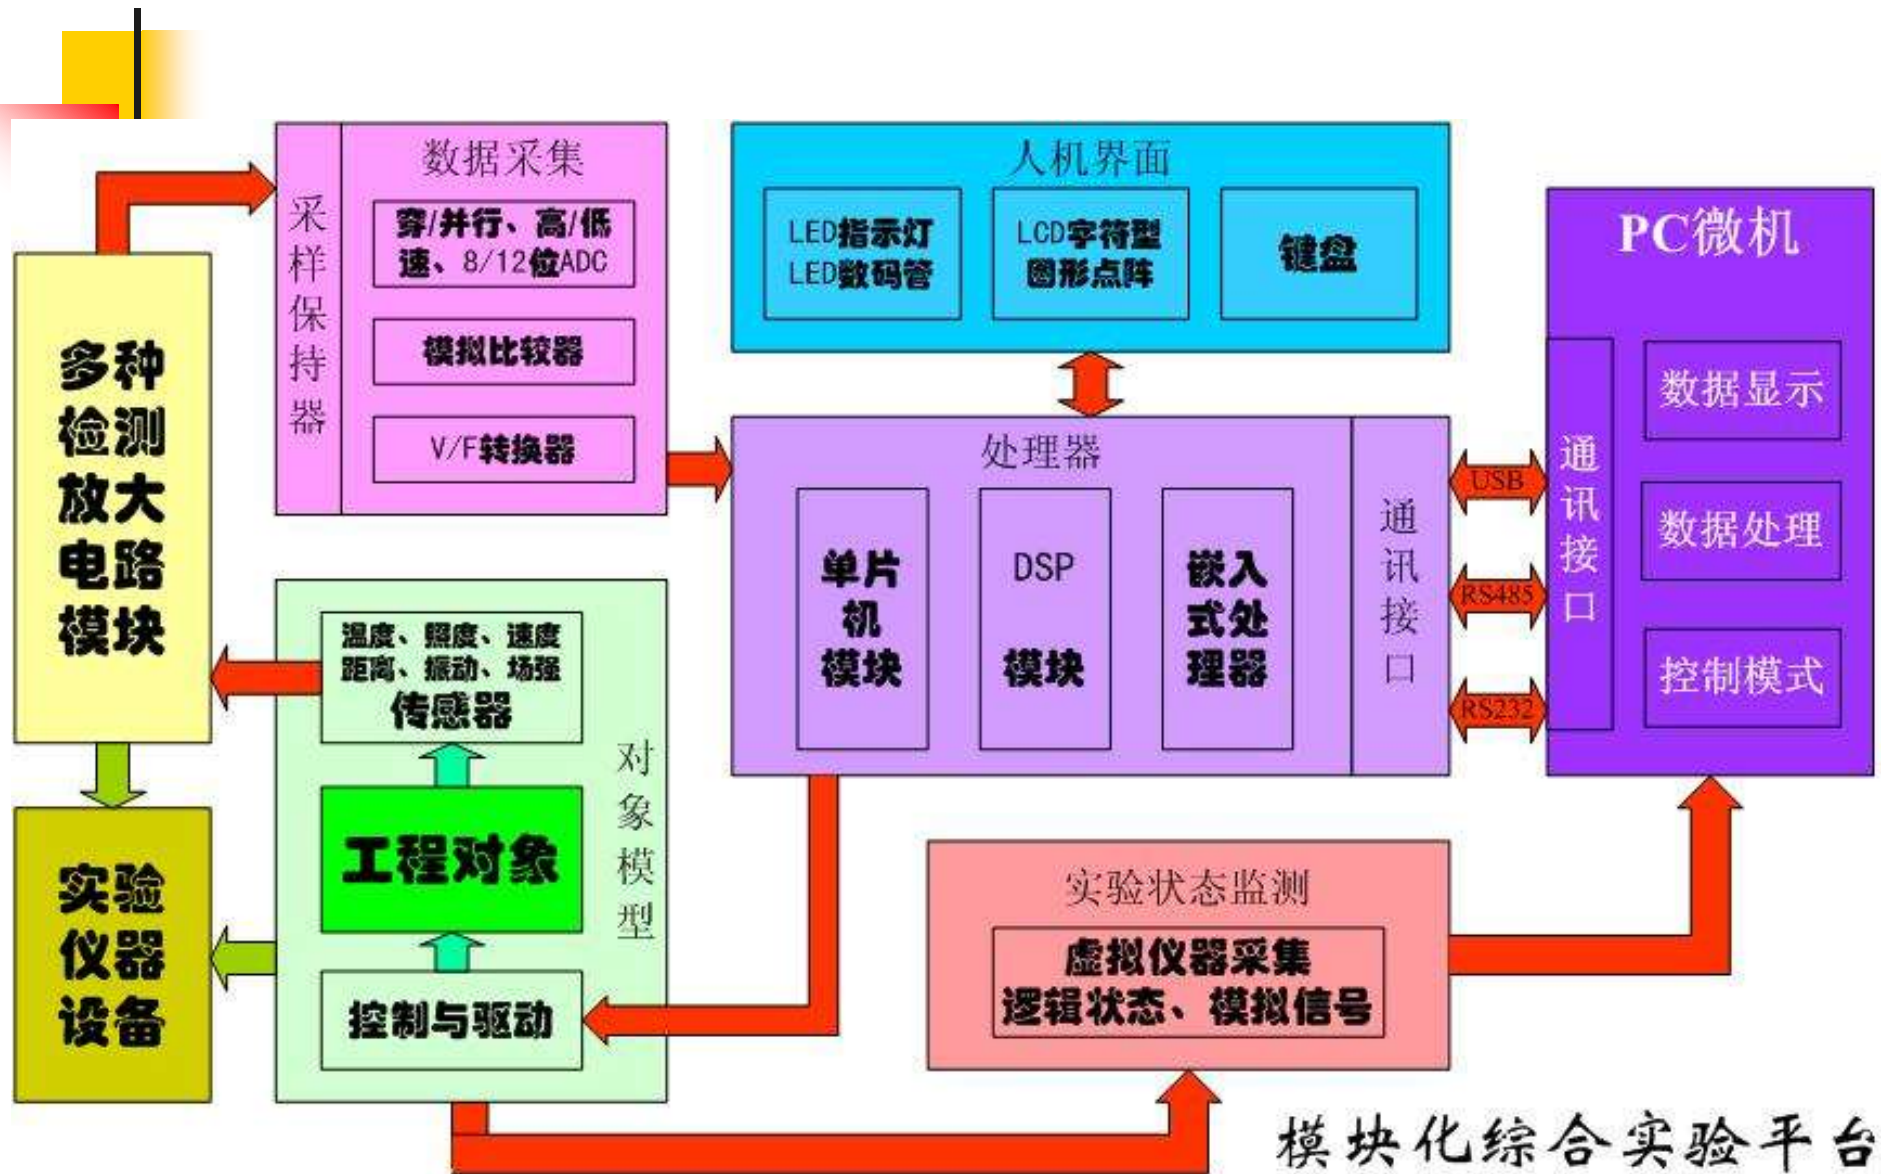 数据采集
采样保持器
穿/并行、高/低
速、8/12位ADC
模拟比较器
V/F转换器
人机界面
LED指示灯
LED数码管
LCD字符型
图形点阵
键盘
PC微机
通讯接口
数据显示
数据处理
控制模式
多种
检测
放大
电路
模块
处理器
单片
机
模块
DSP
模块
嵌入
式处
理器
通讯接口
USB
RS485
RS232
温度、照度、速度
距离、振动、场强
传感器
工程对象
控制与驱动
对象模型
实验
仪器
设备
实验状态监测
虚拟仪器采集
逻辑状态、模拟信号
模块化综合实验平台